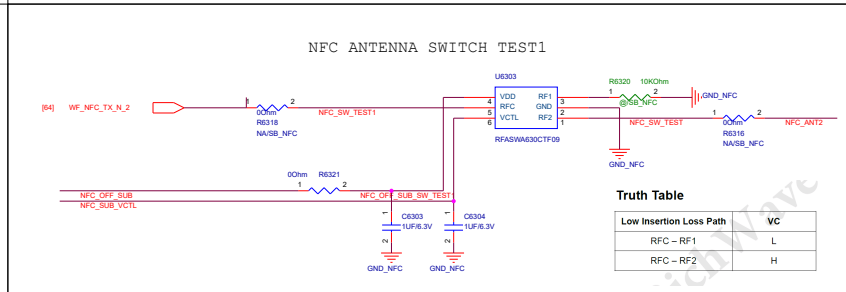 NFC ANTENNA SWITCH TEST1
U6303
R6320 10KOhm
1 2
GND_NFC
@/SB_NFC
VDD RF1
RFC GND
VCTL RF2
4 3
5 2
6 1
RFASWA630CTF09
[64] WF_NFC_TX_N_2
1 2
0Ohm
R6318
NA/SB_NFC
NFC_SW_TEST1
NFC_SW_TEST
1 2
0Ohm
R6316
NA/SB_NFC
NFC_ANT2
GND_NFC
0Ohm R6321
1 2
NFC_OFF_SUB
NFC_OFF_SUB_SW_TEST1
NFC_SUB_VCTL
1
C6303
1UF/6.3V
2
GND_NFC
1
C6304
1UF/6.3V
2
GND_NFC
Truth Table
Low Insertion Loss Path VC
RFC – RF1 L
RFC – RF2 H